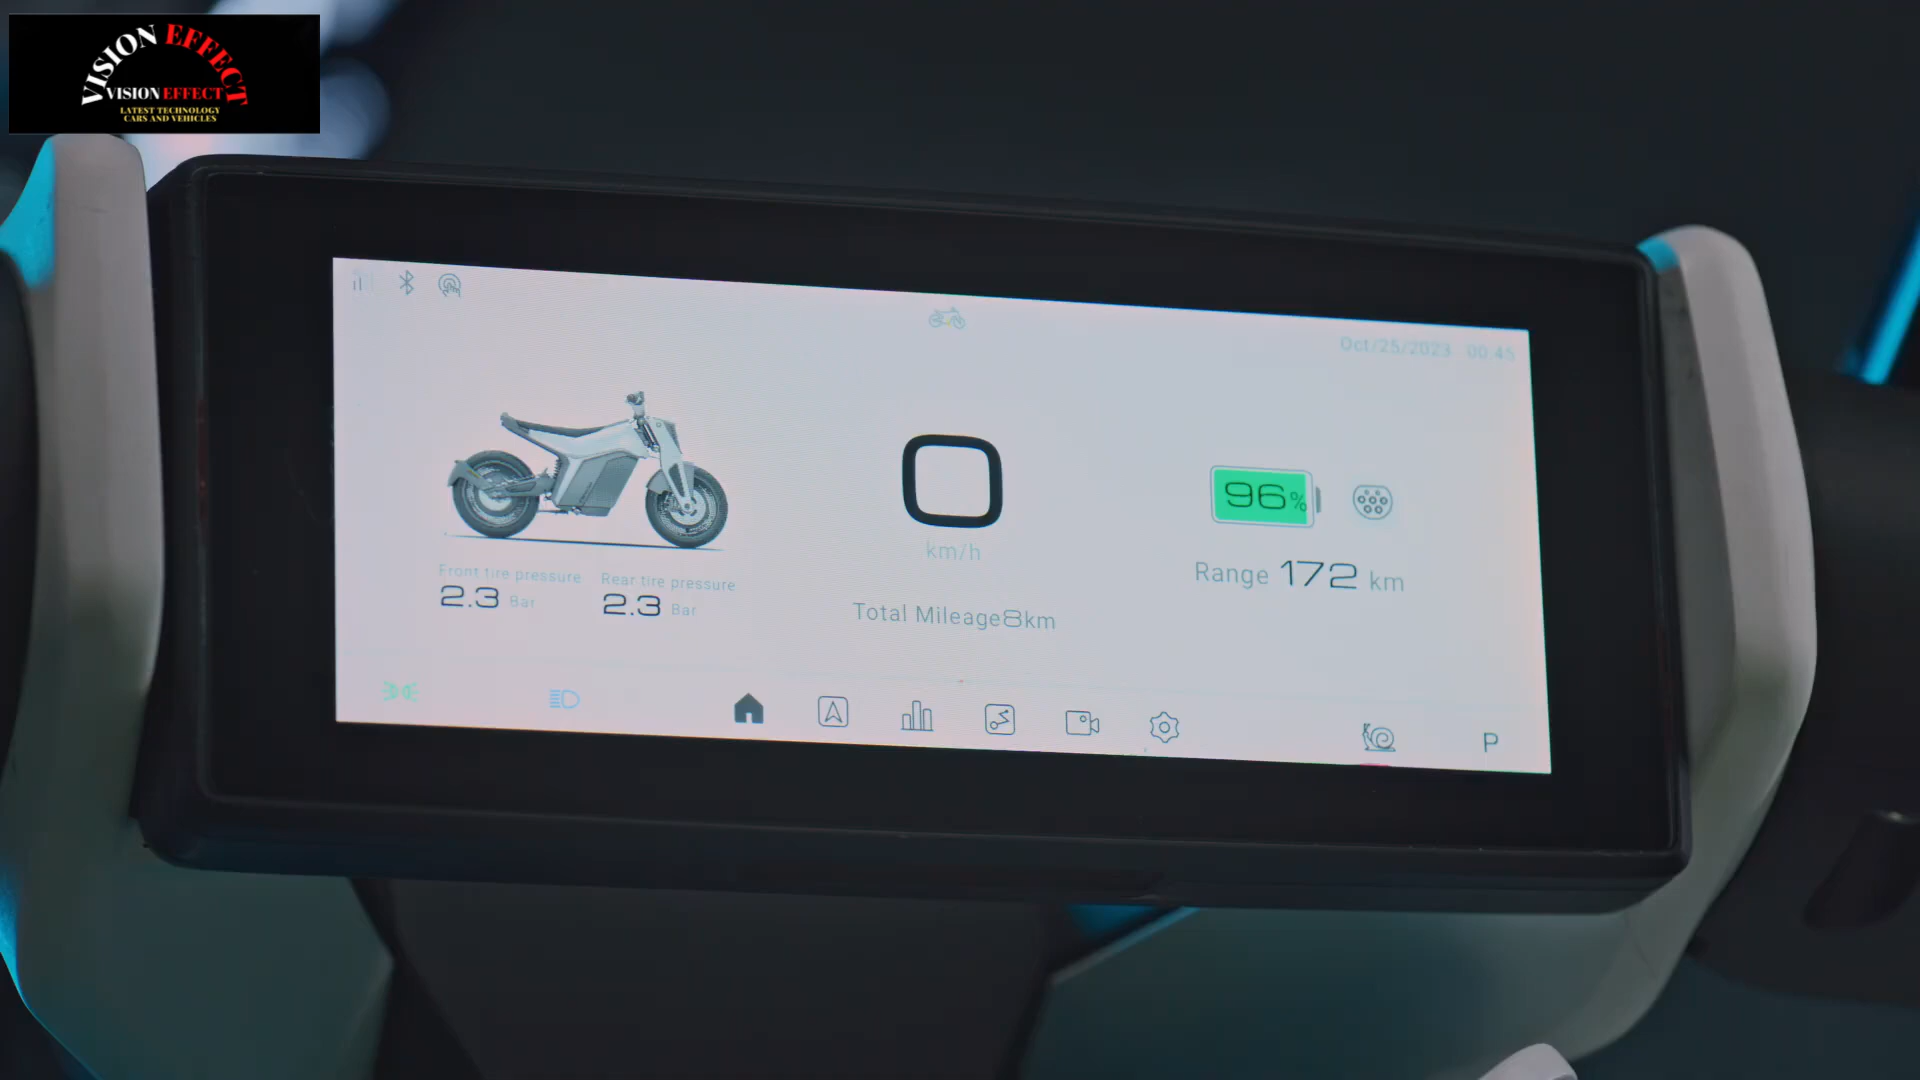 VISION EFFECT
VISION EFFECT
LATEST TECHNOLOGY
CARS AND VEHICLES
Oct/25/2023 00:45
0
km/h
96%
Range 172 km
Front tire pressure
2.3 Bar
Rear tire pressure
2.3 Bar
Total Mileage8km
P